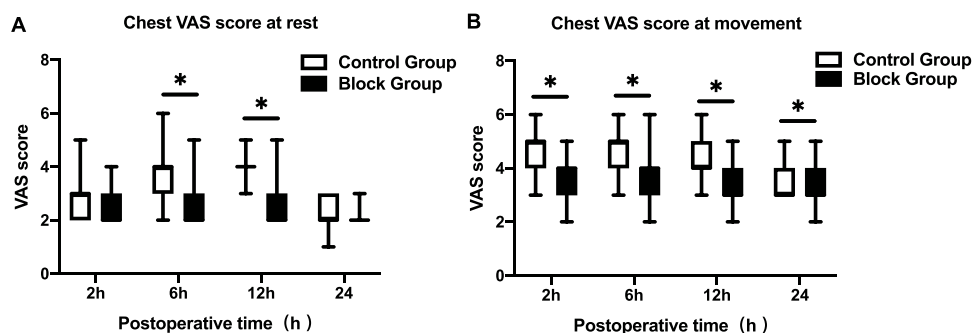 A
Chest VAS score at rest
Control Group
Block Group
VAS score
8
6
4
2
0
*
*
2h
6h
12h
24
Postoperative time（h）
B
Chest VAS score at movement
Control Group
Block Group
VAS score
8
6
4
2
0
*
*
*
*
2h
6h
12h
24
Postoperative time（h）